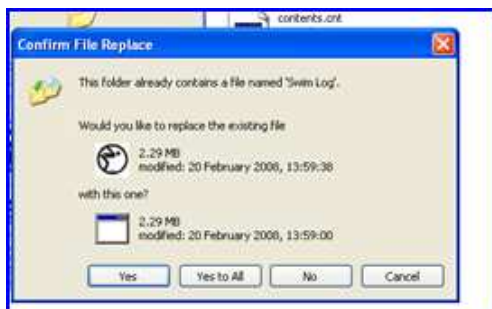 contents.cnt
Confirm File Replace
This folder already contains a file named 'Swim Log'.
Would you like to replace the existing file
2.29 MB
modified: 20 February 2008, 13:59:38
with this one?
2.29 MB
modified: 20 February 2008, 13:59:00
Yes Yes to All No Cancel